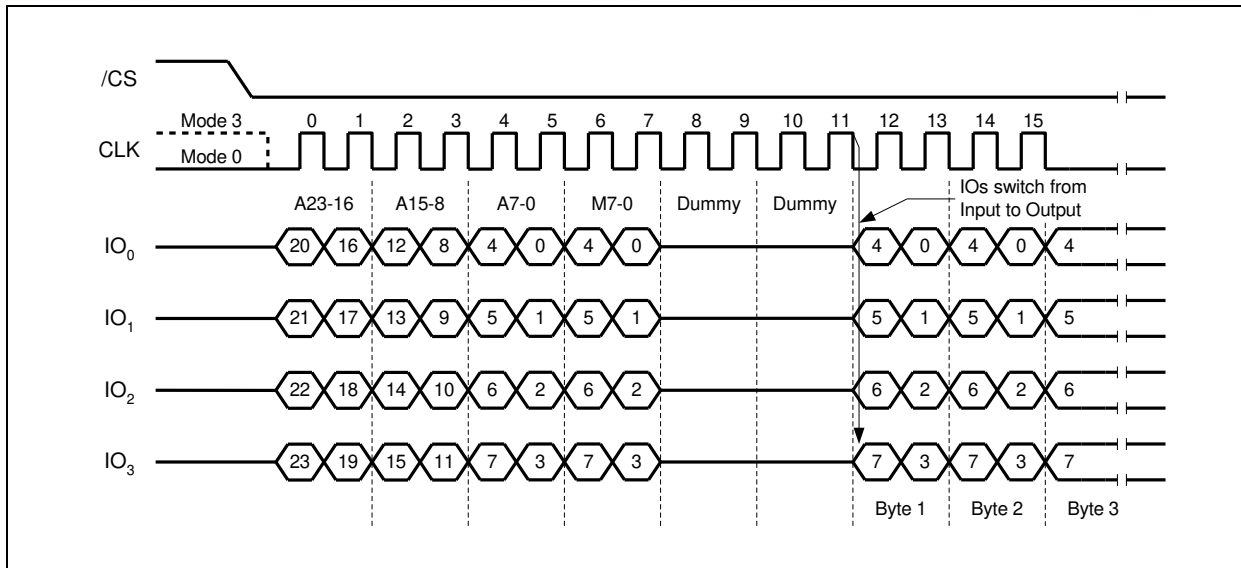 /CS
Mode 3 0 1 2 3 4 5 6 7 8 9 10 11 12 13 14 15
CLK
Mode 0
IOs switch from
Input to Output
A23-16 A15-8 A7-0 M7-0 Dummy Dummy
IO0 20 16 12 8 4 0 4 0 4 0 4 0 4
IO1 21 17 13 9 5 1 5 1 5 1 5 1 5
IO2 22 18 14 10 6 2 6 2 6 2 6 2 6
IO3 23 19 15 11 7 3 7 3 7 3 7 3 7
Byte 1 Byte 2 Byte 3